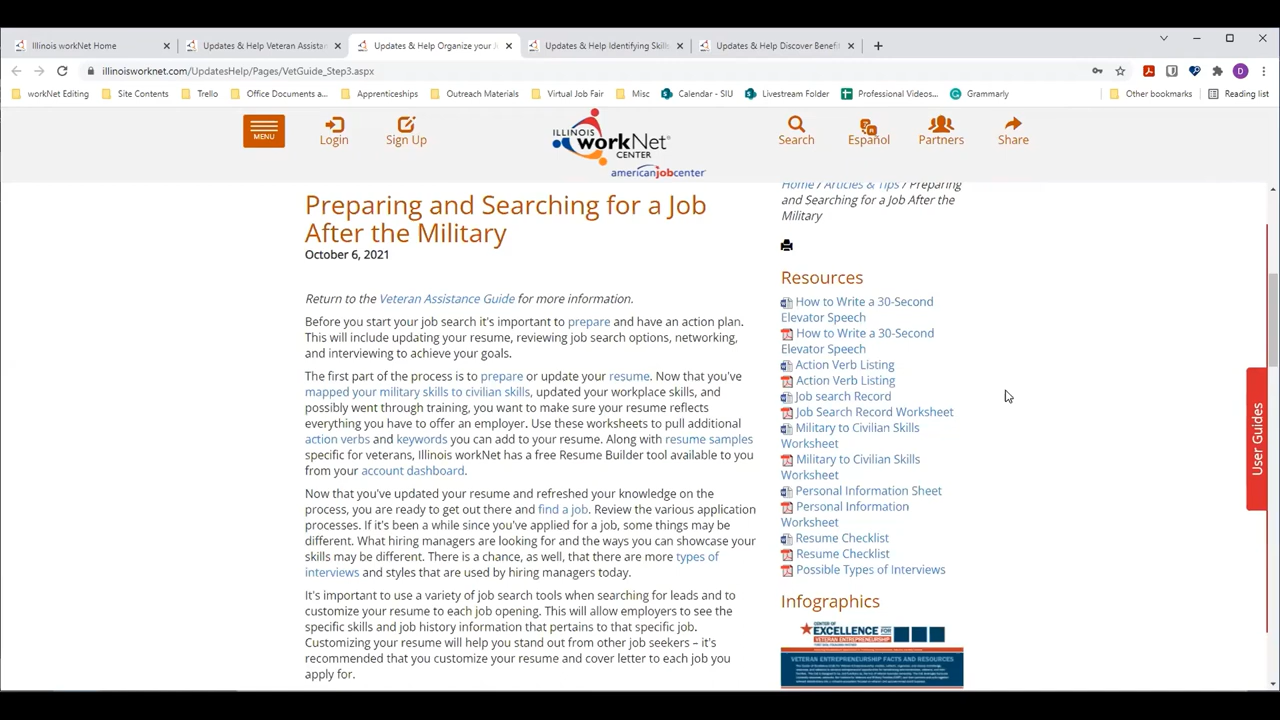 Illinois workNet Home
Updates & Help Veteran Assistan
Updates & Help Organize your J
Updates & Help Identifying Skills
Updates & Help Discover Benefi
illinoisworknet.com/UpdatesHelp/Pages/VetGuide_Step3.aspx
D
workNet Editing
Site Contents
Trello
Office Documents a...
Apprenticeships
Outreach Materials
Virtual Job Fair
Misc
Calendar - SIU
Livestream Folder
Professional Videos...
Grammarly
Other bookmarks
Reading list
MENU
Login
Sign Up
ILLINOIS
workNet
CENTER
americanjobcenter
Search
Español
Partners
Share
Preparing and Searching for a Job
After the Military
October 6, 2021
Return to the Veteran Assistance Guide for more information.
Before you start your job search it's important to prepare and have an action plan.
This will include updating your resume, reviewing job search options, networking,
and interviewing to achieve your goals.
The first part of the process is to prepare or update your resume. Now that you've
mapped your military skills to civilian skills, updated your workplace skills, and
possibly went through training, you want to make sure your resume reflects
everything you have to offer an employer. Use these worksheets to pull additional
action verbs and keywords you can add to your resume. Along with resume samples
specific for veterans, Illinois workNet has a free Resume Builder tool available to you
from your account dashboard.
Now that you've updated your resume and refreshed your knowledge on the
process, you are ready to get out there and find a job. Review the various application
processes. If it's been a while since you've applied for a job, some things may be
different. What hiring managers are looking for and the ways you can showcase your
skills may be different. There is a chance, as well, that there are more types of
interviews and styles that are used by hiring managers today.
It's important to use a variety of job search tools when searching for leads and to
customize your resume to each job opening. This will allow employers to see the
specific skills and job history information that pertains to that specific job.
Customizing your resume will help you stand out from other job seekers – it's
recommended that you customize your resume and cover letter to each job you
apply for.
Home / Articles & Tips / Preparing
and Searching for a Job After the
Military
Resources
How to Write a 30-Second
Elevator Speech
How to Write a 30-Second
Elevator Speech
Action Verb Listing
Action Verb Listing
Job search Record
Job Search Record Worksheet
Military to Civilian Skills
Worksheet
Military to Civilian Skills
Worksheet
Personal Information Sheet
Personal Information
Worksheet
Resume Checklist
Resume Checklist
Possible Types of Interviews
Infographics
CENTER OF
EXCELLENCE FOR
VETERAN ENTREPRENEURSHIP
VETERAN ENTREPRENEURSHIP FACTS AND RESOURCES
User Guides